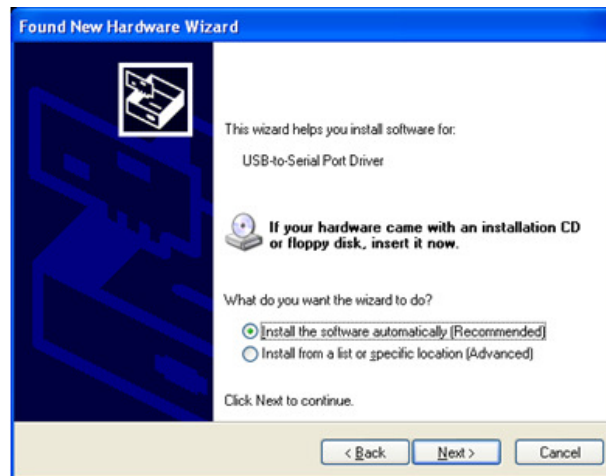 Found New Hardware Wizard
This wizard helps you install software for:
USB-to-Serial Port Driver
If your hardware came with an installation CD
or floppy disk, insert it now.
What do you want the wizard to do?
Install the software automatically (Recommended)
Install from a list or specific location (Advanced)
Click Next to continue.
< Back Next > Cancel